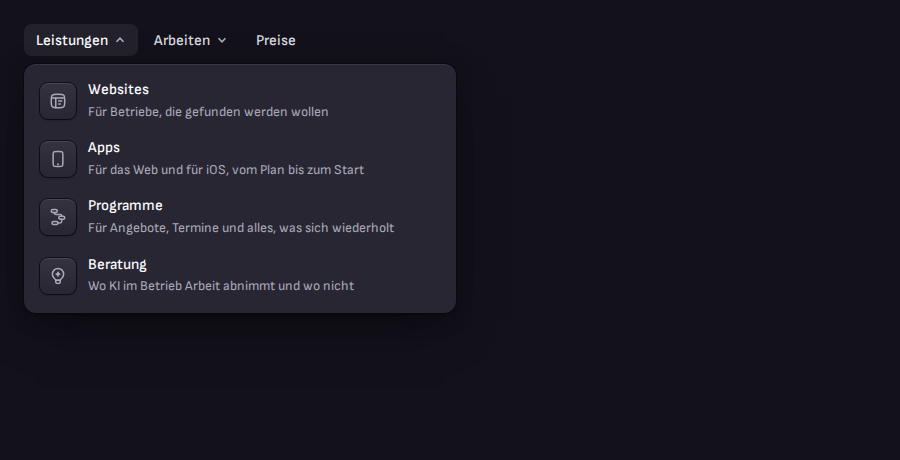 Leistungen
Arbeiten
Preise
Websites
Für Betriebe, die gefunden werden wollen
Apps
Für das Web und für iOS, vom Plan bis zum Start
Programme
Für Angebote, Termine und alles, was sich wiederholt
Beratung
Wo KI im Betrieb Arbeit abnimmt und wo nicht